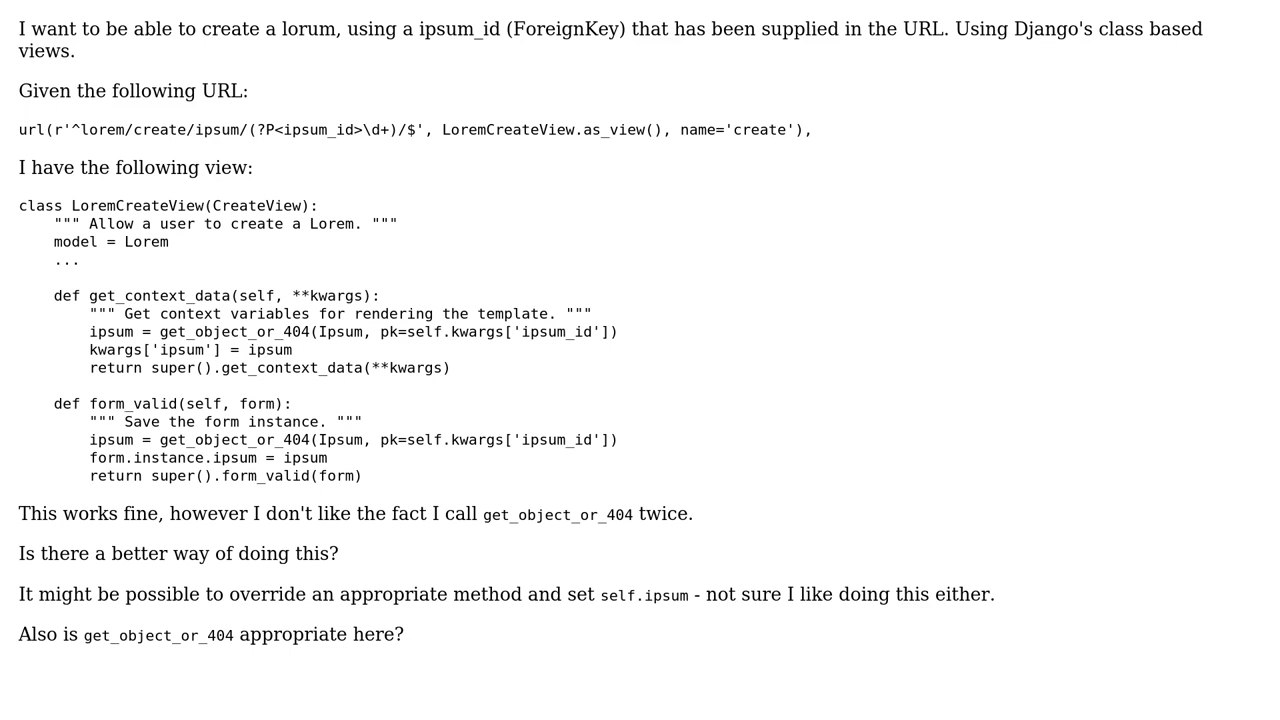 I want to be able to create a lorum, using a ipsum_id (ForeignKey) that has been supplied in the URL. Using Django's class based
views.
Given the following URL:
url(r'^lorem/create/ipsum/(?P<ipsum_id>\d+)/$', LoremCreateView.as_view(), name='create'),
I have the following view:
class LoremCreateView(CreateView):
    """ Allow a user to create a Lorem. """
    model = Lorem
    ...
    def get_context_data(self, **kwargs):
        """ Get context variables for rendering the template. """
        ipsum = get_object_or_404(Ipsum, pk=self.kwargs['ipsum_id'])
        kwargs['ipsum'] = ipsum
        return super().get_context_data(**kwargs)
    def form_valid(self, form):
        """ Save the form instance. """
        ipsum = get_object_or_404(Ipsum, pk=self.kwargs['ipsum_id'])
        form.instance.ipsum = ipsum
        return super().form_valid(form)
This works fine, however I don't like the fact I call get_object_or_404 twice.
Is there a better way of doing this?
It might be possible to override an appropriate method and set self.ipsum - not sure I like doing this either.
Also is get_object_or_404 appropriate here?